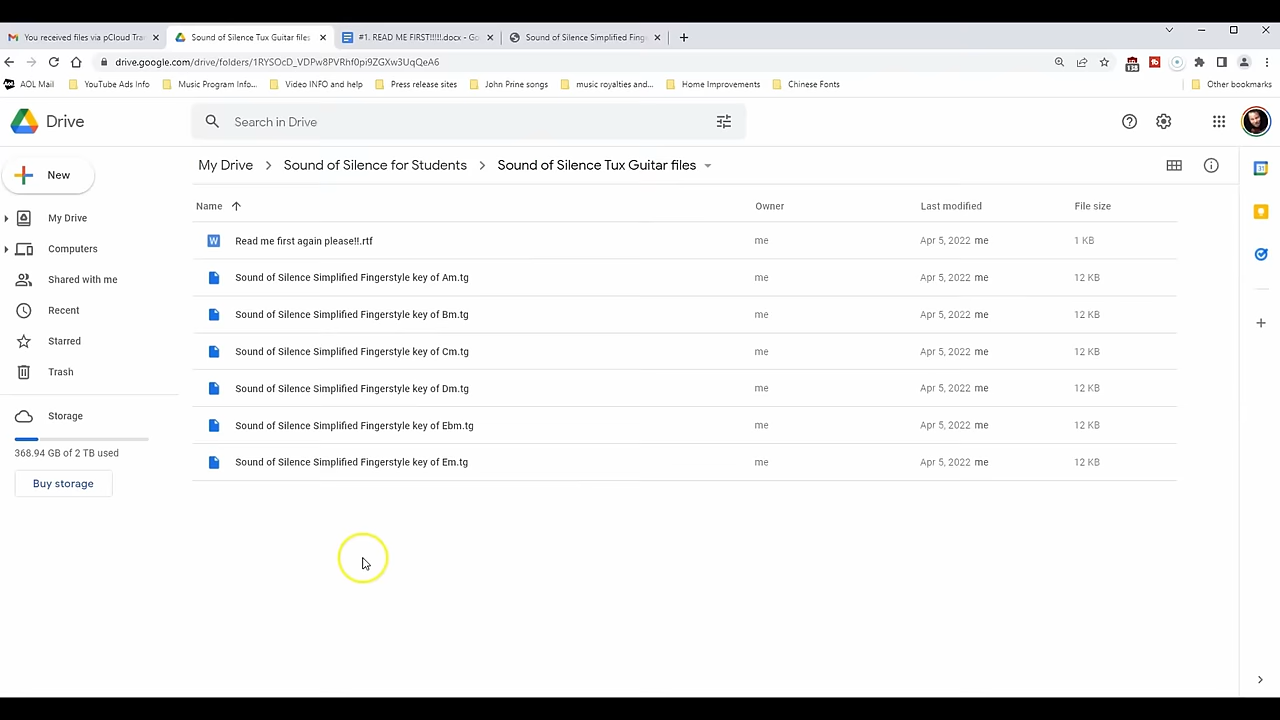 You received files via pCloud Tra
Sound of Silence Tux Guitar files
#1. READ ME FIRST!!!!!.docx - Go
Sound of Silence Simplified Fing
drive.google.com/drive/folders/1RYSOcD_VDPw8PVRhf0pi9ZGXw3UqQeA6
AOL Mail
YouTube Ads Info
Music Program Info...
Video INFO and help
Press release sites
John Prine songs
music royalties and...
Home Improvements
Chinese Fonts
Other bookmarks
Drive
Search in Drive
New
My Drive
Computers
Shared with me
Recent
Starred
Trash
Storage
368.94 GB of 2 TB used
Buy storage
My Drive > Sound of Silence for Students > Sound of Silence Tux Guitar files
Name Owner Last modified File size
Read me first again please!!.rtf me Apr 5, 2022 me 1 KB
Sound of Silence Simplified Fingerstyle key of Am.tg me Apr 5, 2022 me 12 KB
Sound of Silence Simplified Fingerstyle key of Bm.tg me Apr 5, 2022 me 12 KB
Sound of Silence Simplified Fingerstyle key of Cm.tg me Apr 5, 2022 me 12 KB
Sound of Silence Simplified Fingerstyle key of Dm.tg me Apr 5, 2022 me 12 KB
Sound of Silence Simplified Fingerstyle key of Ebm.tg me Apr 5, 2022 me 12 KB
Sound of Silence Simplified Fingerstyle key of Em.tg me Apr 5, 2022 me 12 KB